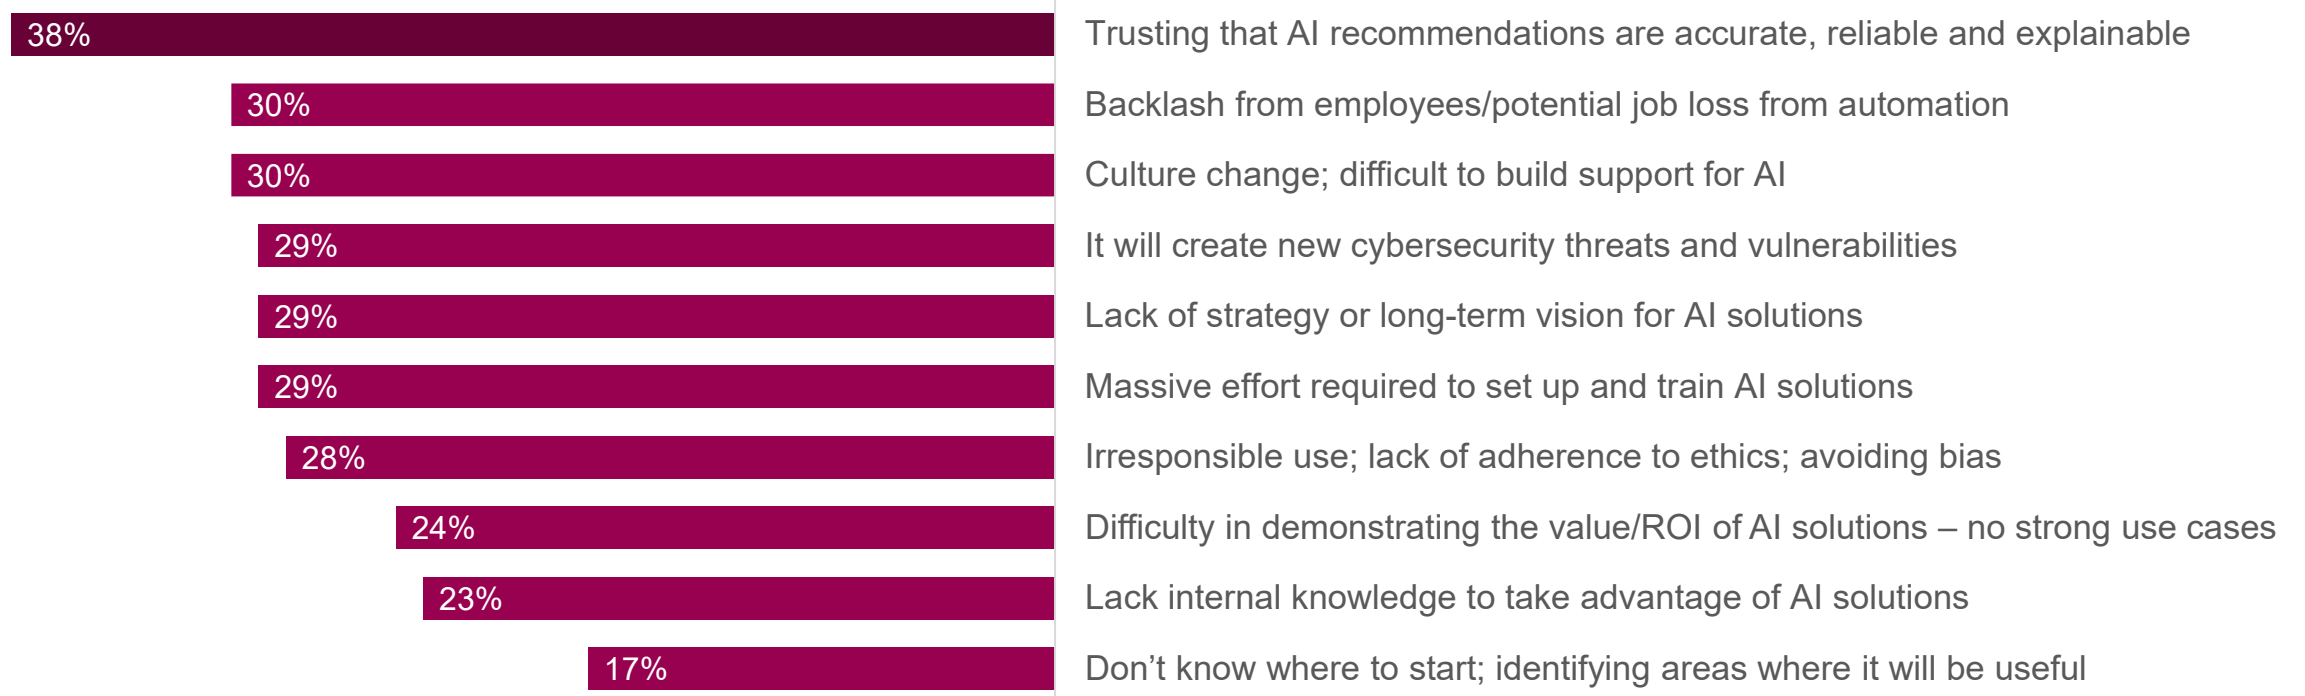 38% Trusting that AI recommendations are accurate, reliable and explainable
30% Backlash from employees/potential job loss from automation
30% Culture change; difficult to build support for AI
29% It will create new cybersecurity threats and vulnerabilities
29% Lack of strategy or long-term vision for AI solutions
29% Massive effort required to set up and train AI solutions
28% Irresponsible use; lack of adherence to ethics; avoiding bias
24% Difficulty in demonstrating the value/ROI of AI solutions – no strong use cases
23% Lack internal knowledge to take advantage of AI solutions
17% Don’t know where to start; identifying areas where it will be useful